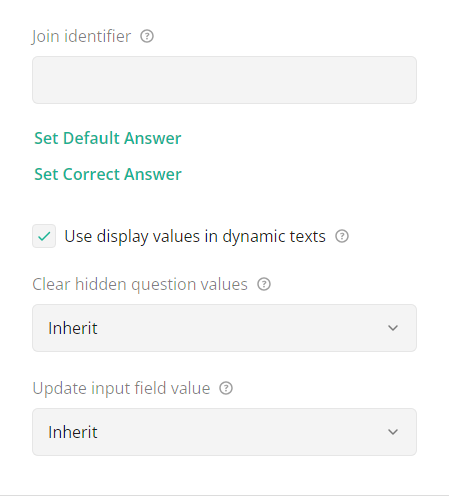 Join identifier
Set Default Answer
Set Correct Answer
Use display values in dynamic texts
Clear hidden question values
Inherit
Update input field value
Inherit